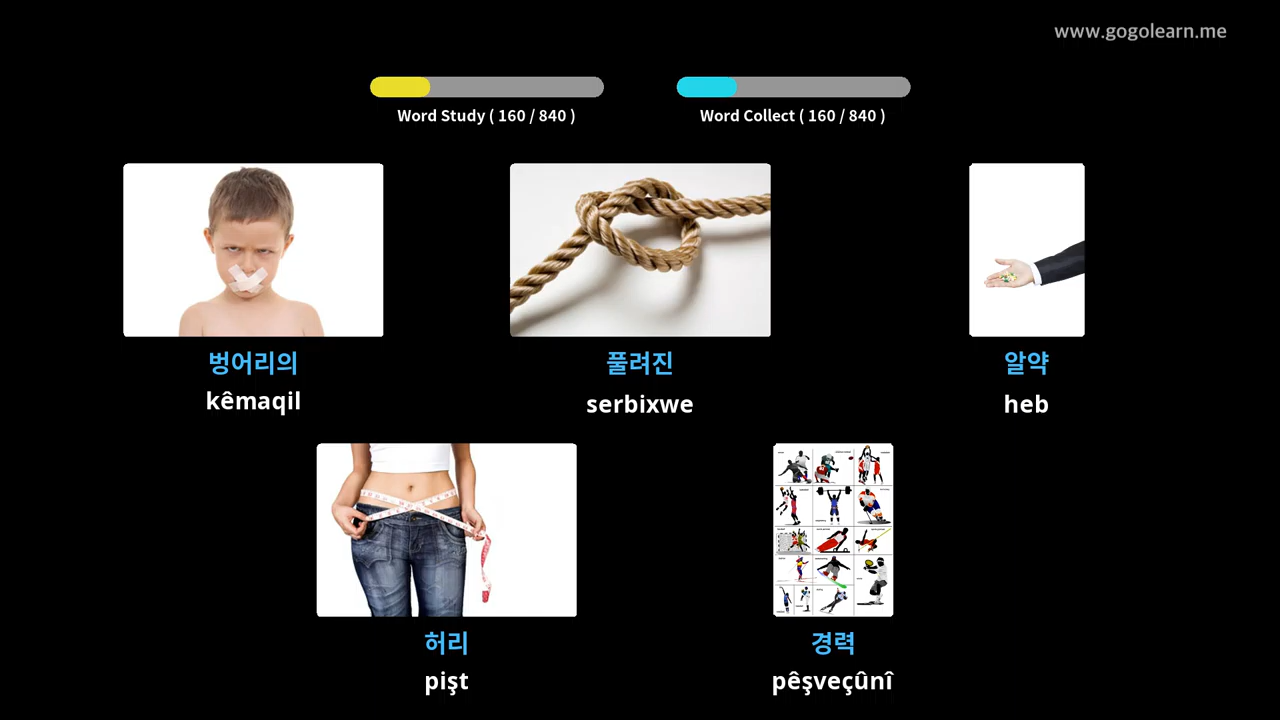 www.gogolearn.me
Word Study ( 160 / 840 )
Word Collect ( 160 / 840 )
벙어리의
kêmaqil
풀려진
serbixwe
알약
heb
허리
pişt
경력
pêşveçûnî